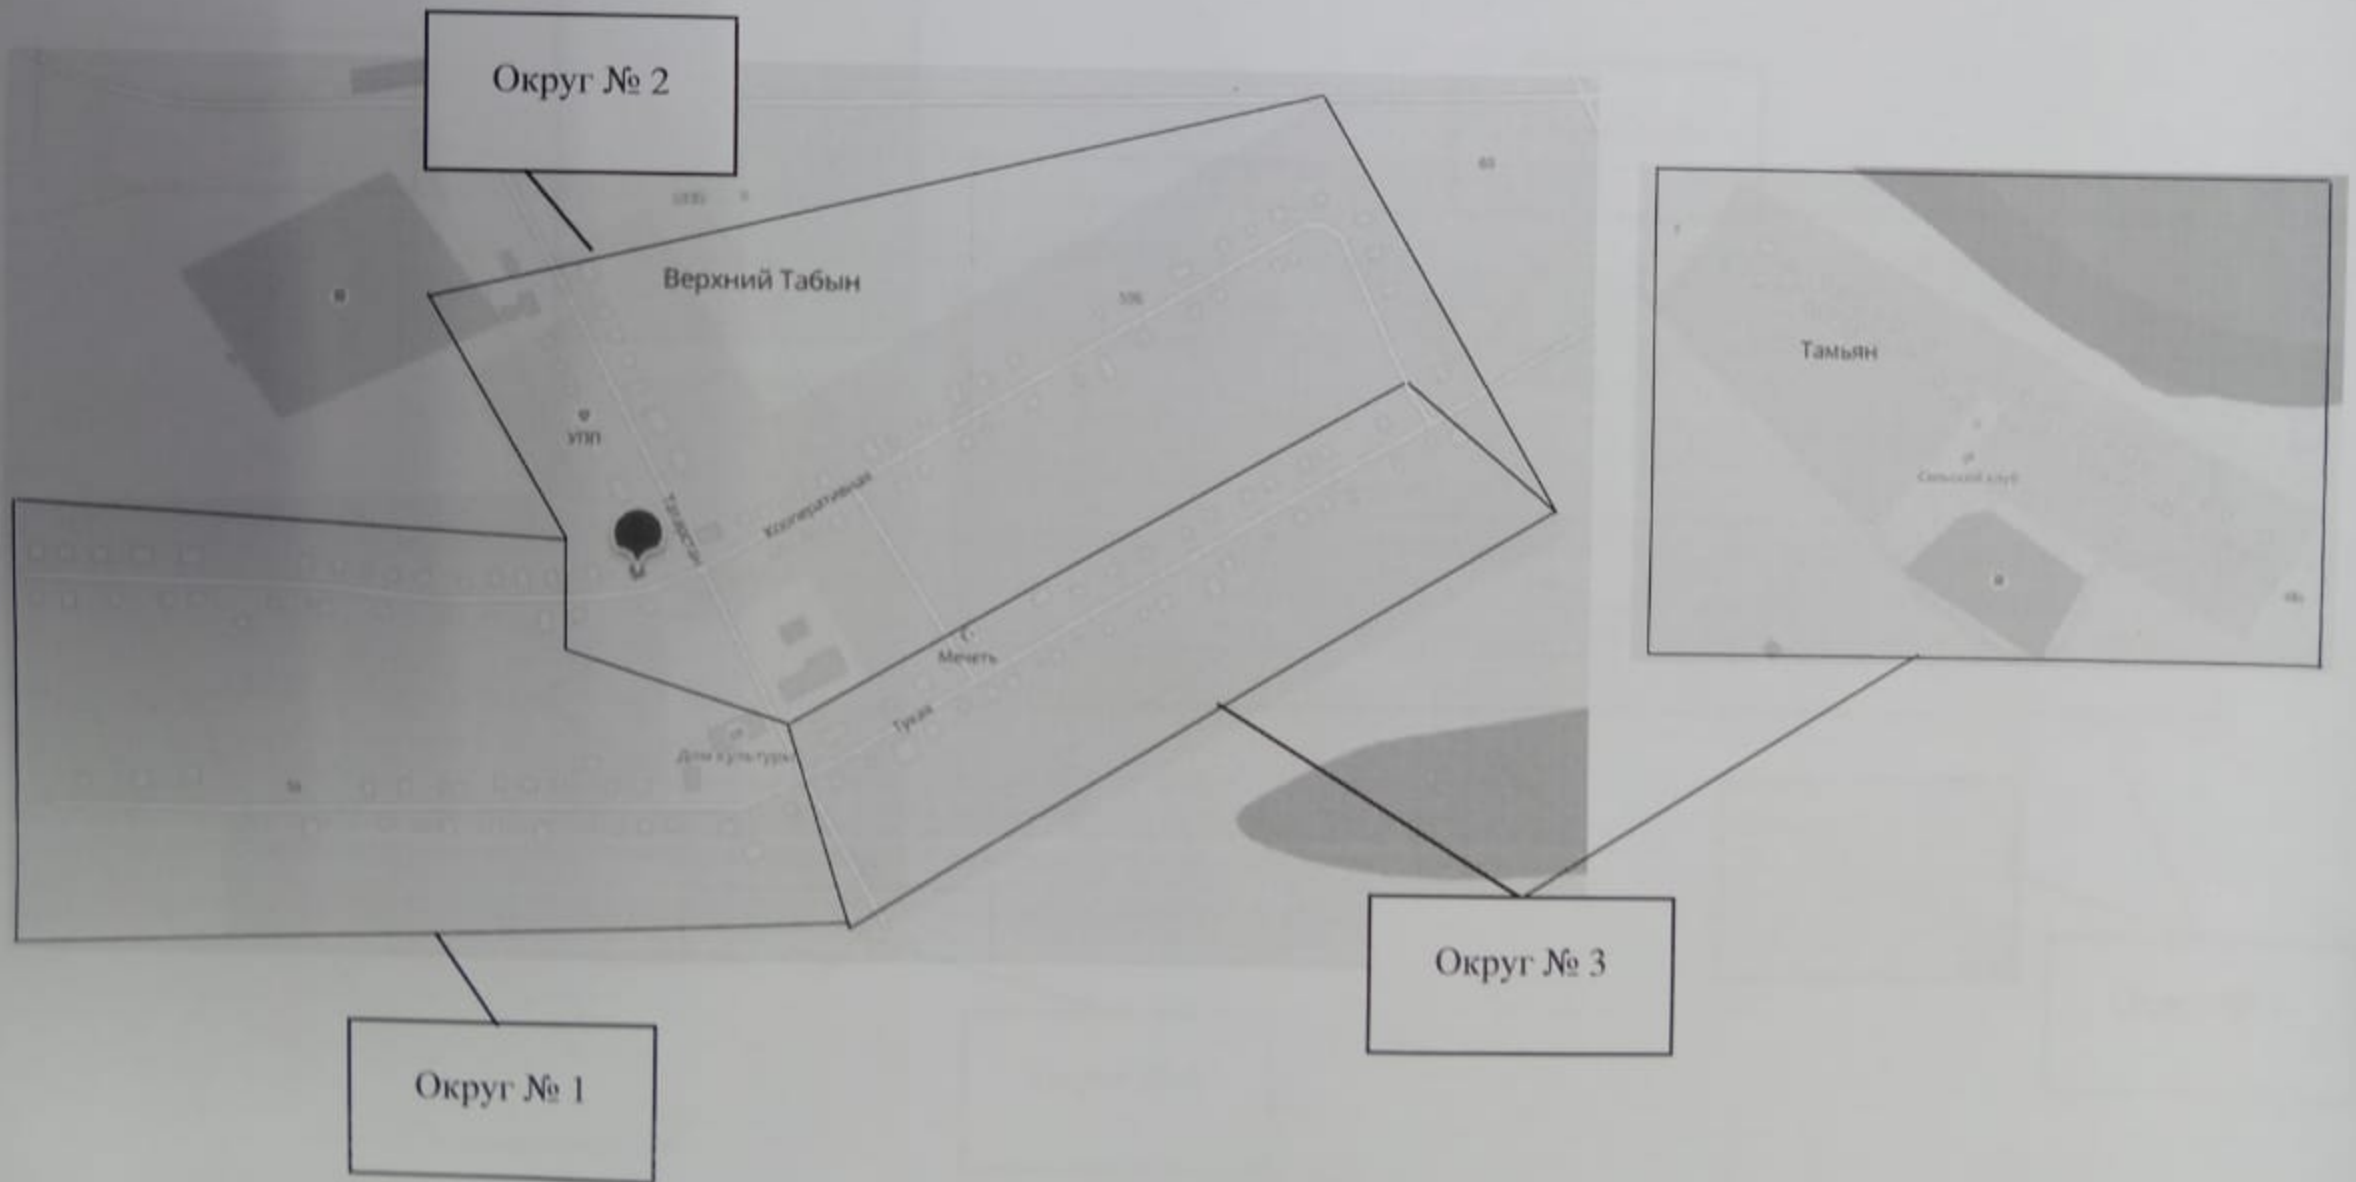 Округ № 2
Верхний Табын
УПП
Татарстан
Кооперативная
Мечеть
Тукая
Дом культуры
Тамьян
Сельский клуб
Округ № 3
Округ № 1